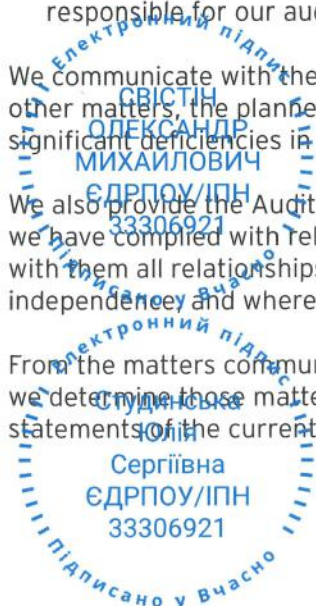 responsible for our aud
We communicate with the
other matters, the planne
significant deficiencies in
We also provide the Audit
we have complied with rel
with them all relationships
independence, and where
From the matters commun
we determine those matte
statements of the current
Електронний підпис
СВІСТІЧ
ОЛЕКСАНДР
МИХАЙЛОВИЧ
ЄДРПОУ/ІПН
33306921
Підписано у Вчасно
Електронний підпис
Студинська
Юлія
Сергіївна
ЄДРПОУ/ІПН
33306921
Підписано у Вчасно